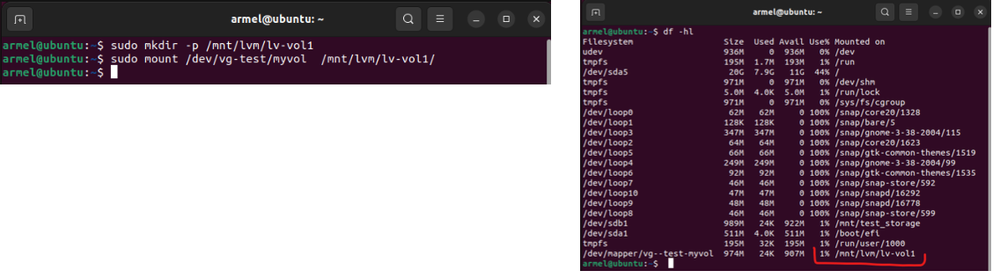 armel@ubuntu: ~
armel@ubuntu:~$ sudo mkdir -p /mnt/lvm/lv-vol1
armel@ubuntu:~$ sudo mount /dev/vg-test/myvol  /mnt/lvm/lv-vol1/
armel@ubuntu:~$
armel@ubuntu: ~
armel@ubuntu:~$ df -hl
Filesystem Size Used Avail Use% Mounted on
udev 936M 0 936M 0% /dev
tmpfs 195M 1.7M 193M 1% /run
/dev/sda5 20G 7.9G 11G 44% /
tmpfs 971M 0 971M 0% /dev/shm
tmpfs 5.0M 4.0K 5.0M 1% /run/lock
tmpfs 971M 0 971M 0% /sys/fs/cgroup
/dev/loop0 62M 62M 0 100% /snap/core20/1328
/dev/loop1 128K 128K 0 100% /snap/bare/5
/dev/loop3 347M 347M 0 100% /snap/gnome-3-38-2004/115
/dev/loop2 64M 64M 0 100% /snap/core20/1623
/dev/loop5 66M 66M 0 100% /snap/gtk-common-themes/1519
/dev/loop4 249M 249M 0 100% /snap/gnome-3-38-2004/99
/dev/loop6 92M 92M 0 100% /snap/gtk-common-themes/1535
/dev/loop7 46M 46M 0 100% /snap/snap-store/592
/dev/loop10 47M 47M 0 100% /snap/snapd/16292
/dev/loop9 48M 48M 0 100% /snap/snapd/16778
/dev/loop8 46M 46M 0 100% /snap/snap-store/599
/dev/sdb1 989M 24K 922M 1% /mnt/test_storage
/dev/sda1 511M 4.0K 511M 1% /boot/efi
tmpfs 195M 32K 195M 1% /run/user/1000
/dev/mapper/vg--test-myvol 974M 24K 907M 1% /mnt/lvm/lv-vol1
armel@ubuntu:~$